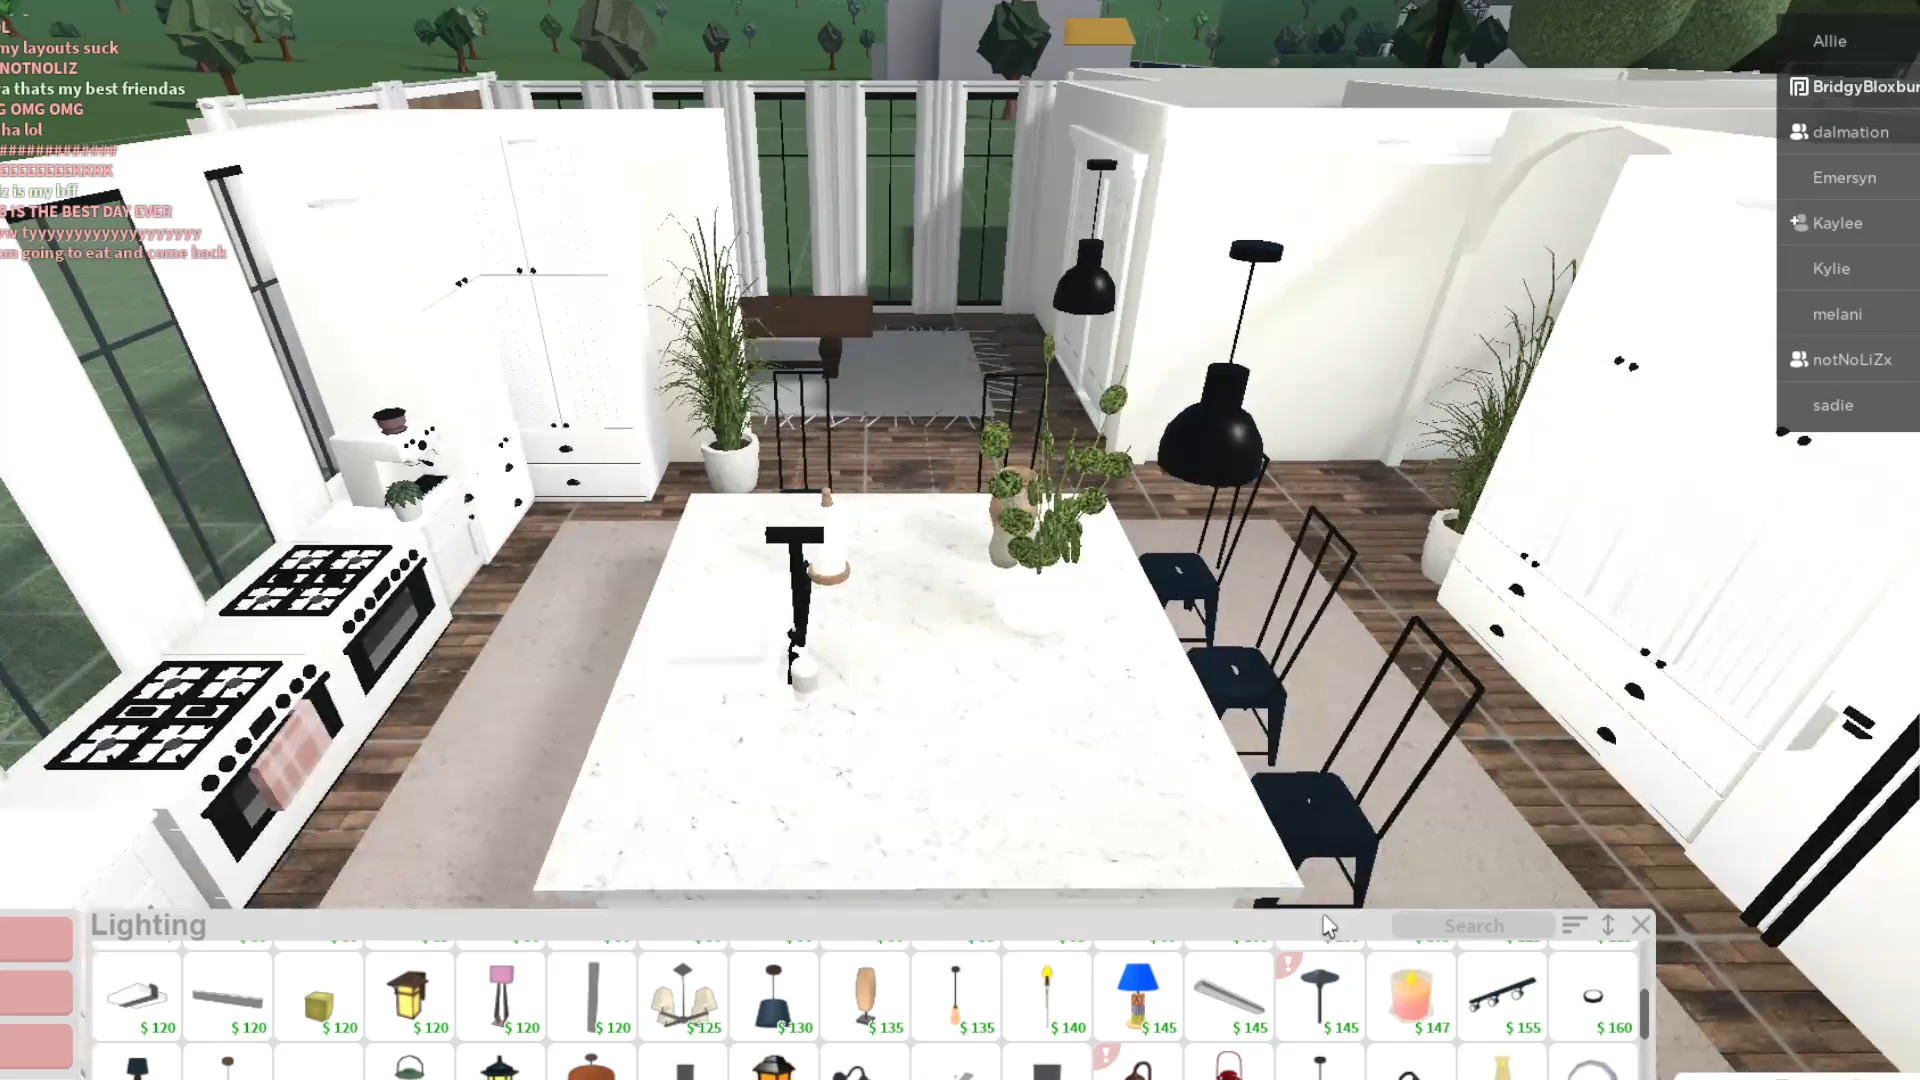 my layouts suck
NOTNOLIZ
a thats my best friendas
G OMG OMG
ha lol
##############
z is my bff
IS THE BEST DAY EVER
tyyyyyyyyyyyyyyyyyyy
am going to eat and come back
Allie
BridgyBloxbur
dalmation
Emersyn
Kaylee
Kylie
melani
notNoLiZx
sadie
Lighting
Search
$ 120 $ 120 $ 120 $ 120 $ 120 $ 120 $ 125 $ 130 $ 135 $ 135 $ 140 $ 145 $ 145 $ 145 $ 147 $ 155 $ 160